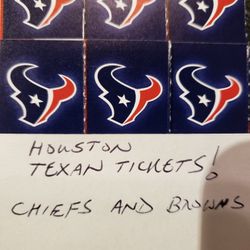 HOUSTON
TEXAN TICKETS!
CHIEFS AND BROWNS